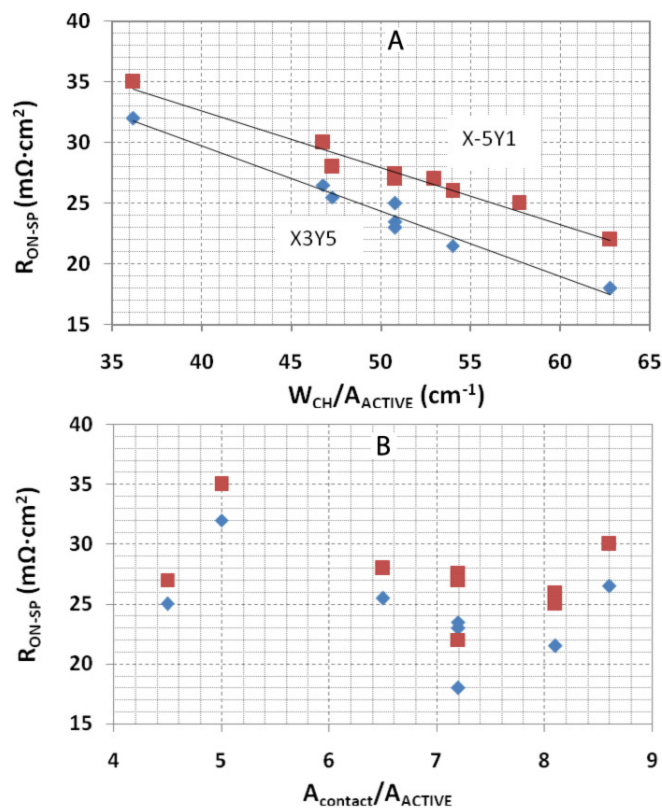 A
40
35
30
25
20
15
R_ON-SP (mΩ·cm²)
X-5Y1
X3Y5
35 40 45 50 55 60 65
W_CH/A_ACTIVE (cm⁻¹)
B
40
35
30
25
20
15
R_ON-SP (mΩ·cm²)
4 5 6 7 8 9
A_contact/A_ACTIVE